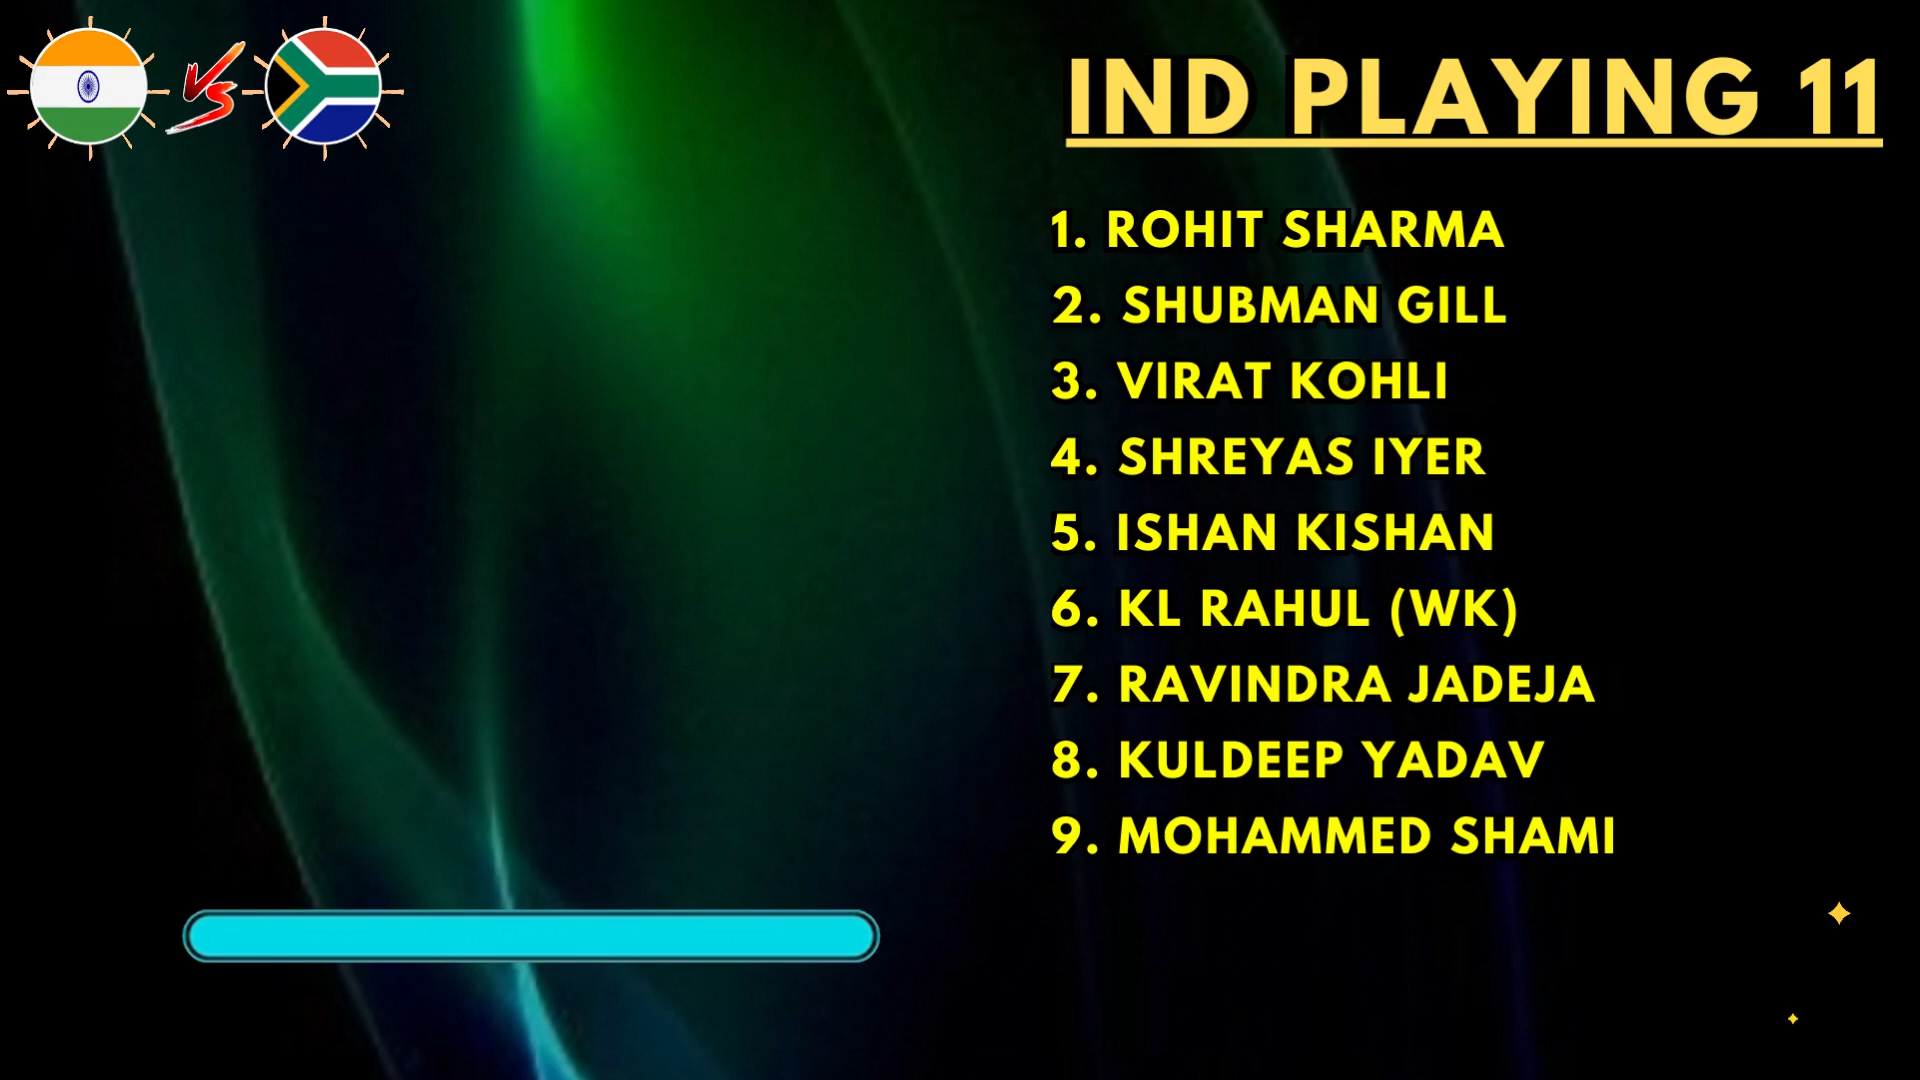 VS
IND PLAYING 11
1. ROHIT SHARMA
2. SHUBMAN GILL
3. VIRAT KOHLI
4. SHREYAS IYER
5. ISHAN KISHAN
6. KL RAHUL (WK)
7. RAVINDRA JADEJA
8. KULDEEP YADAV
9. MOHAMMED SHAMI